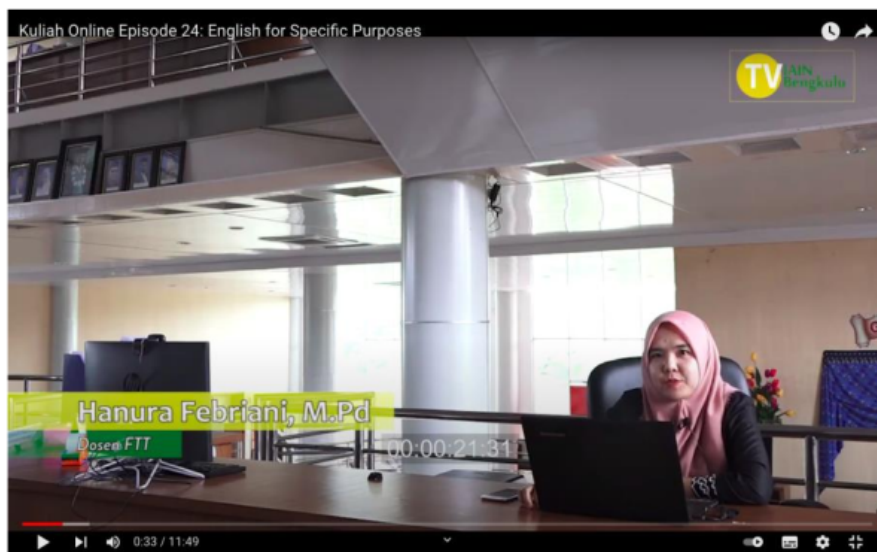 Kuliah Online Episode 24: English for Specific Purposes
TV IAIN
Bengkulu
Hanura Febriani, M.Pd
Dosen FTT
00:00:21:31
0:33 / 11:49